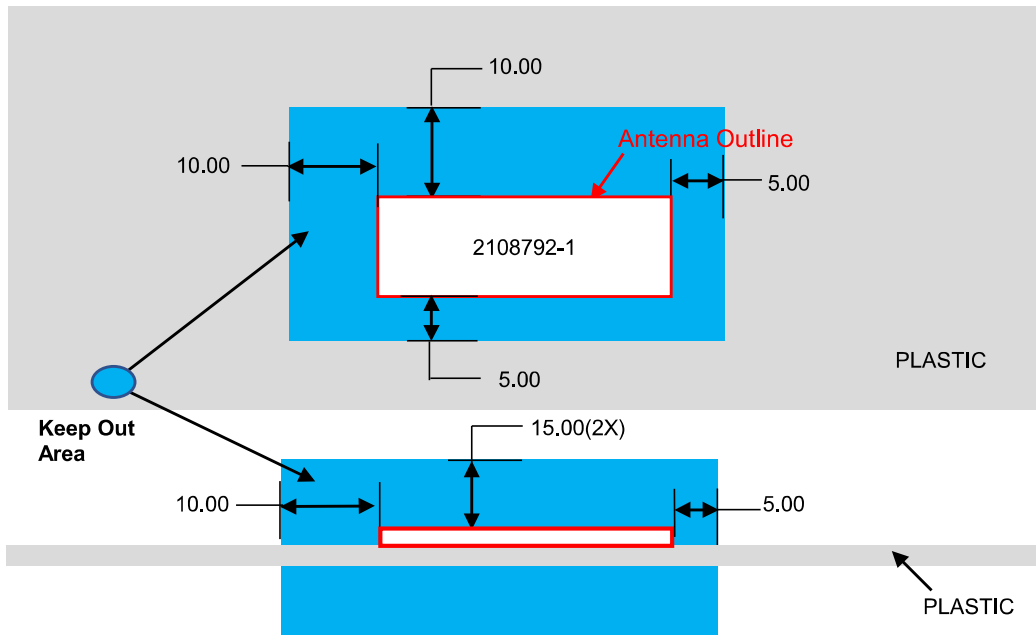 10.00
Antenna Outline
10.00
5.00
2108792-1
PLASTIC
5.00
Keep Out
Area
15.00(2X)
10.00
5.00
PLASTIC